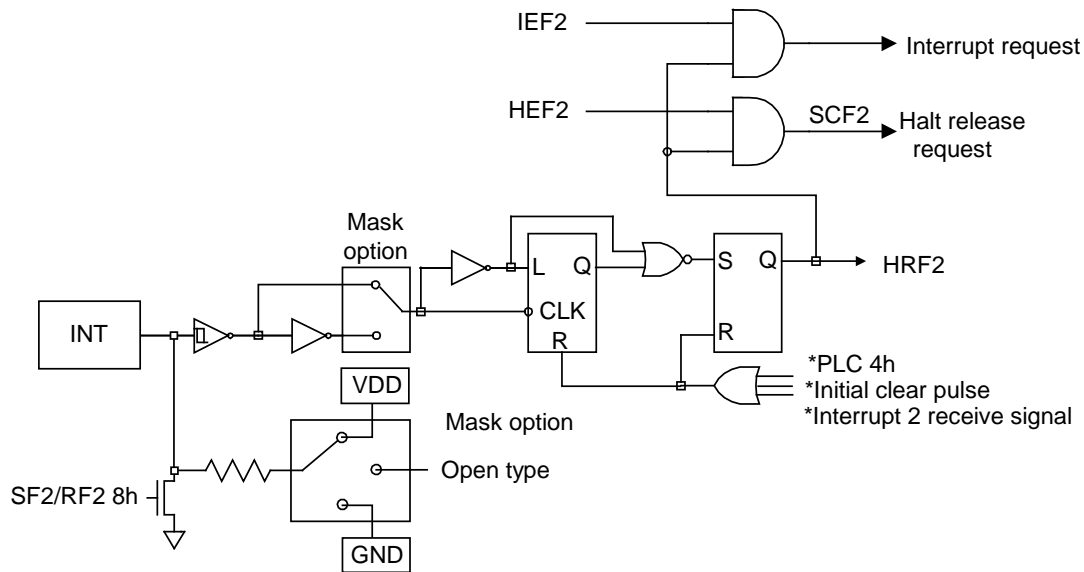 IEF2
Interrupt request
HEF2
SCF2
Halt release
request
Mask
option
L
Q
CLK
R
S
Q
R
HRF2
INT
*PLC 4h
*Initial clear pulse
*Interrupt 2 receive signal
VDD
Mask option
Open type
SF2/RF2 8h
GND